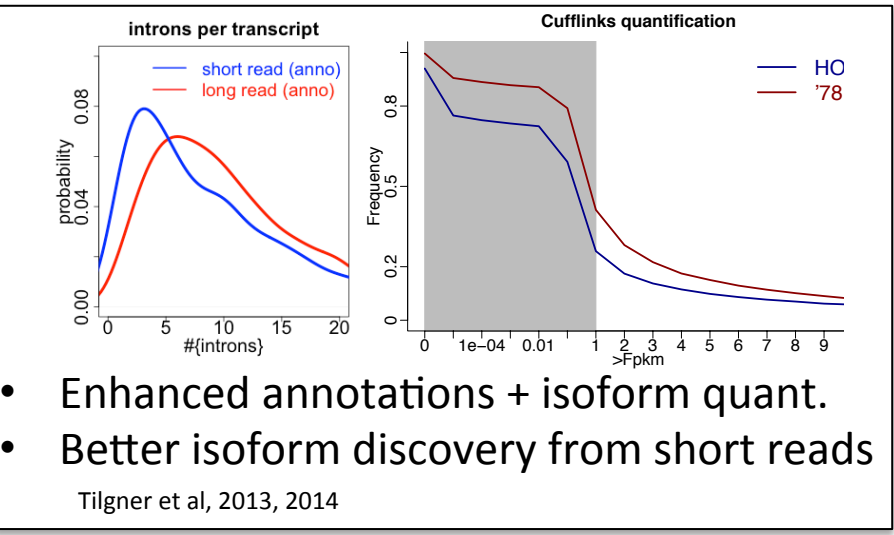 introns per transcript
short read (anno)
long read (anno)
probability
0.00 0.04 0.08
0 5 10 15 20
#{introns}
Cufflinks quantification
HO
'78
Frequency
0 0.2 0.5 0.8
0 1e−04 0.01 1 2 3 4 5 6 7 8 9
>Fpkm
• Enhanced annotations + isoform quant.
• Better isoform discovery from short reads
Tilgner et al, 2013, 2014